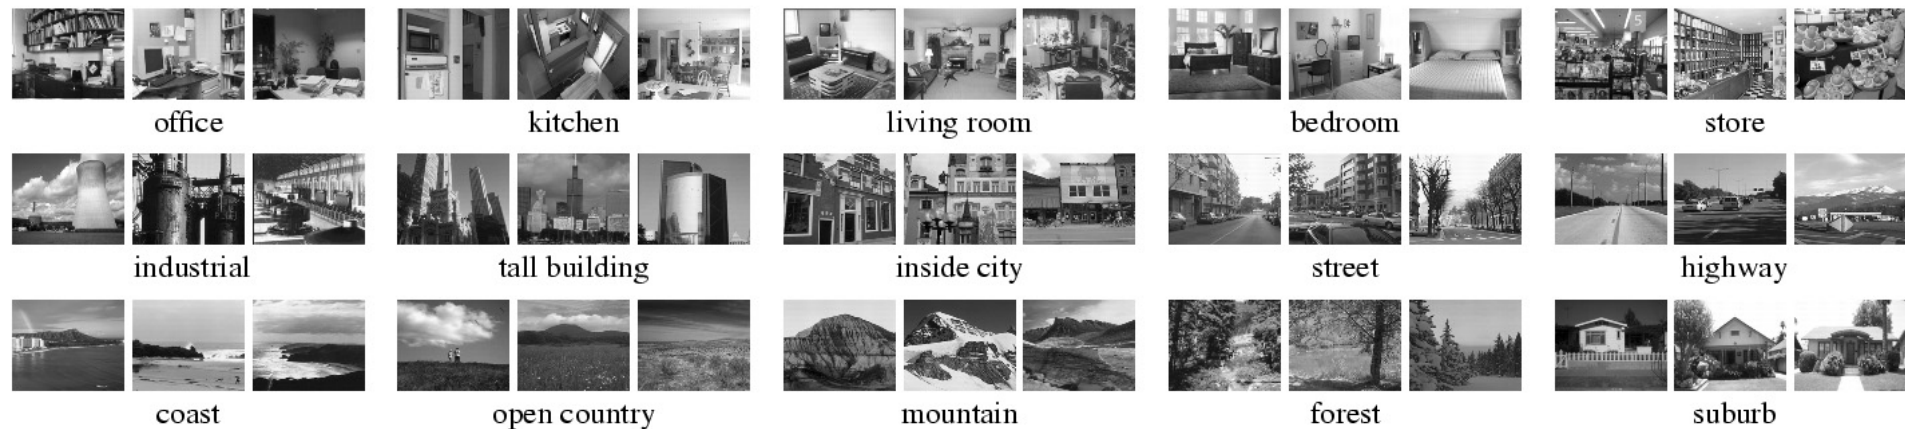 office
kitchen
living room
bedroom
store
5
industrial
tall building
inside city
street
highway
coast
open country
mountain
forest
suburb